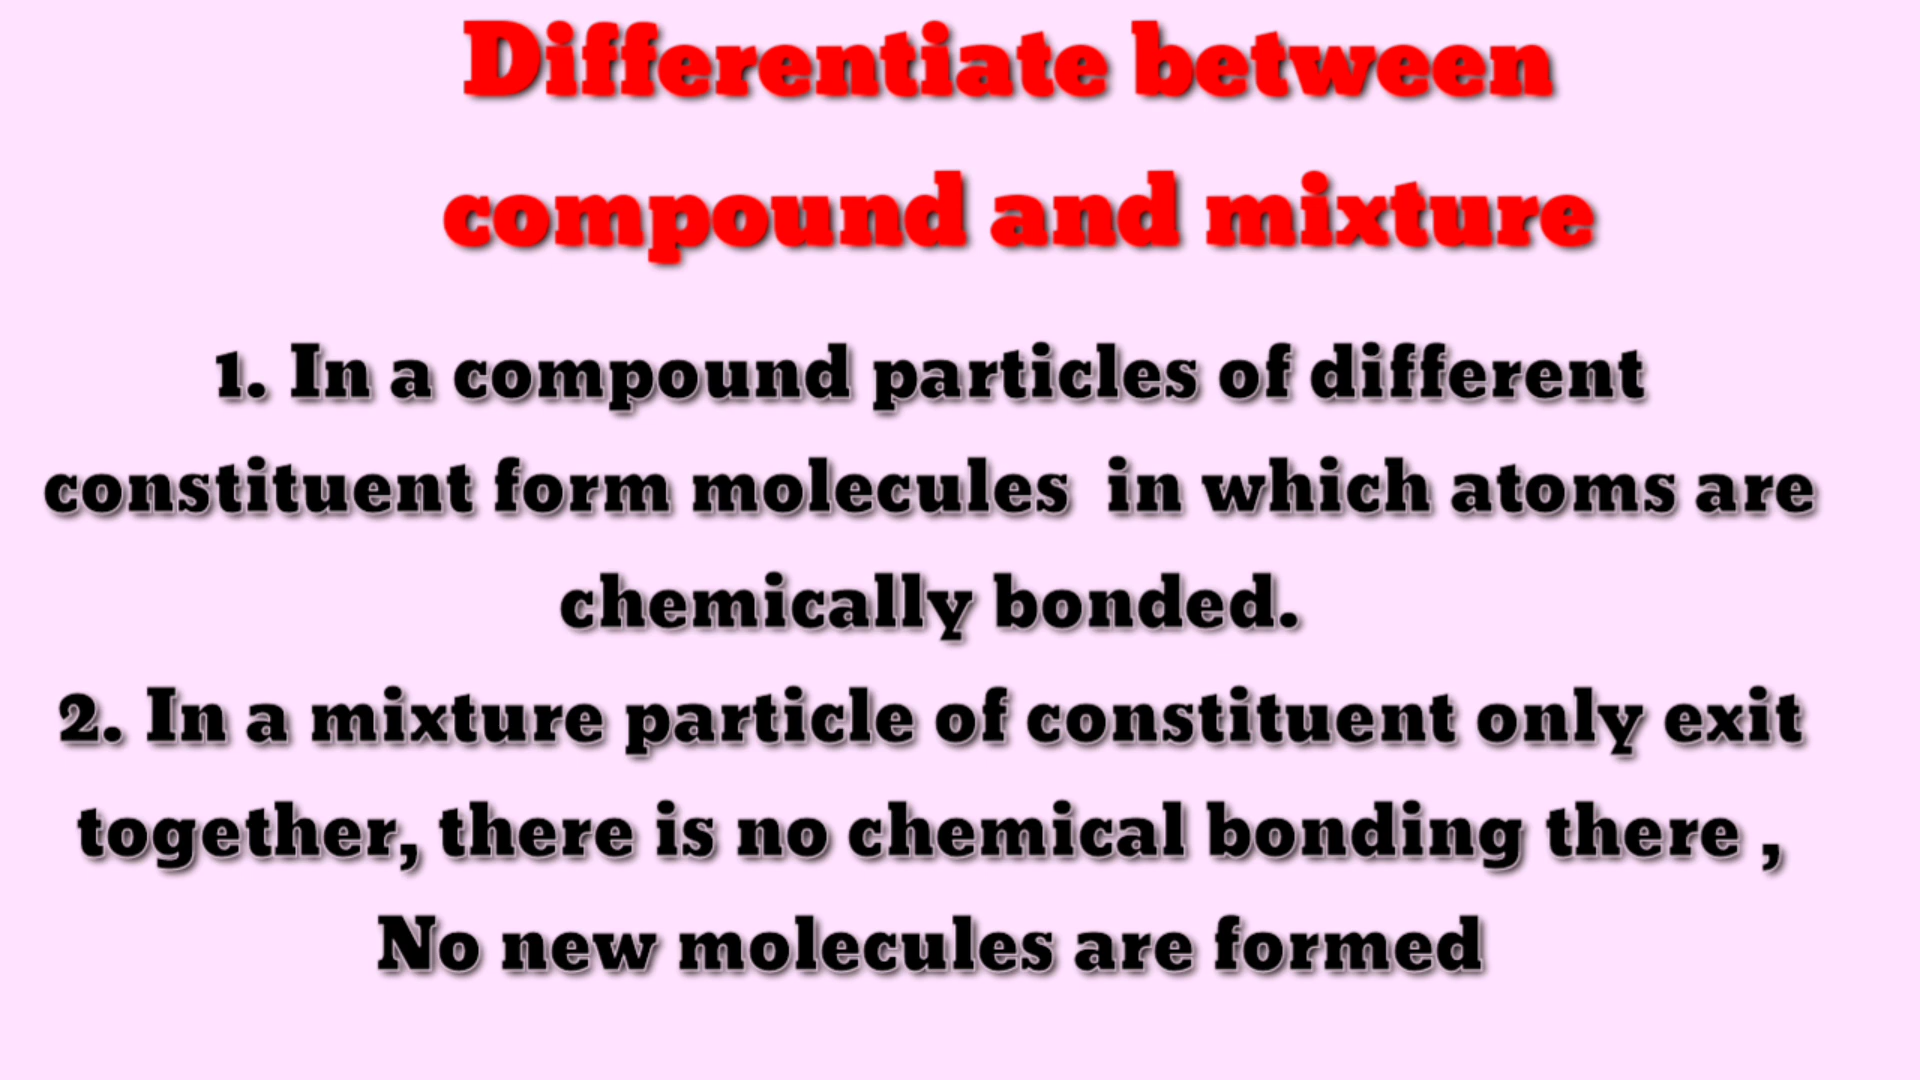 Differentiate between
compound and mixture
1. In a compound particles of different
constituent form molecules  in which atoms are
chemically bonded.
2. In a mixture particle of constituent only exit
together, there is no chemical bonding there ,
No new molecules are formed